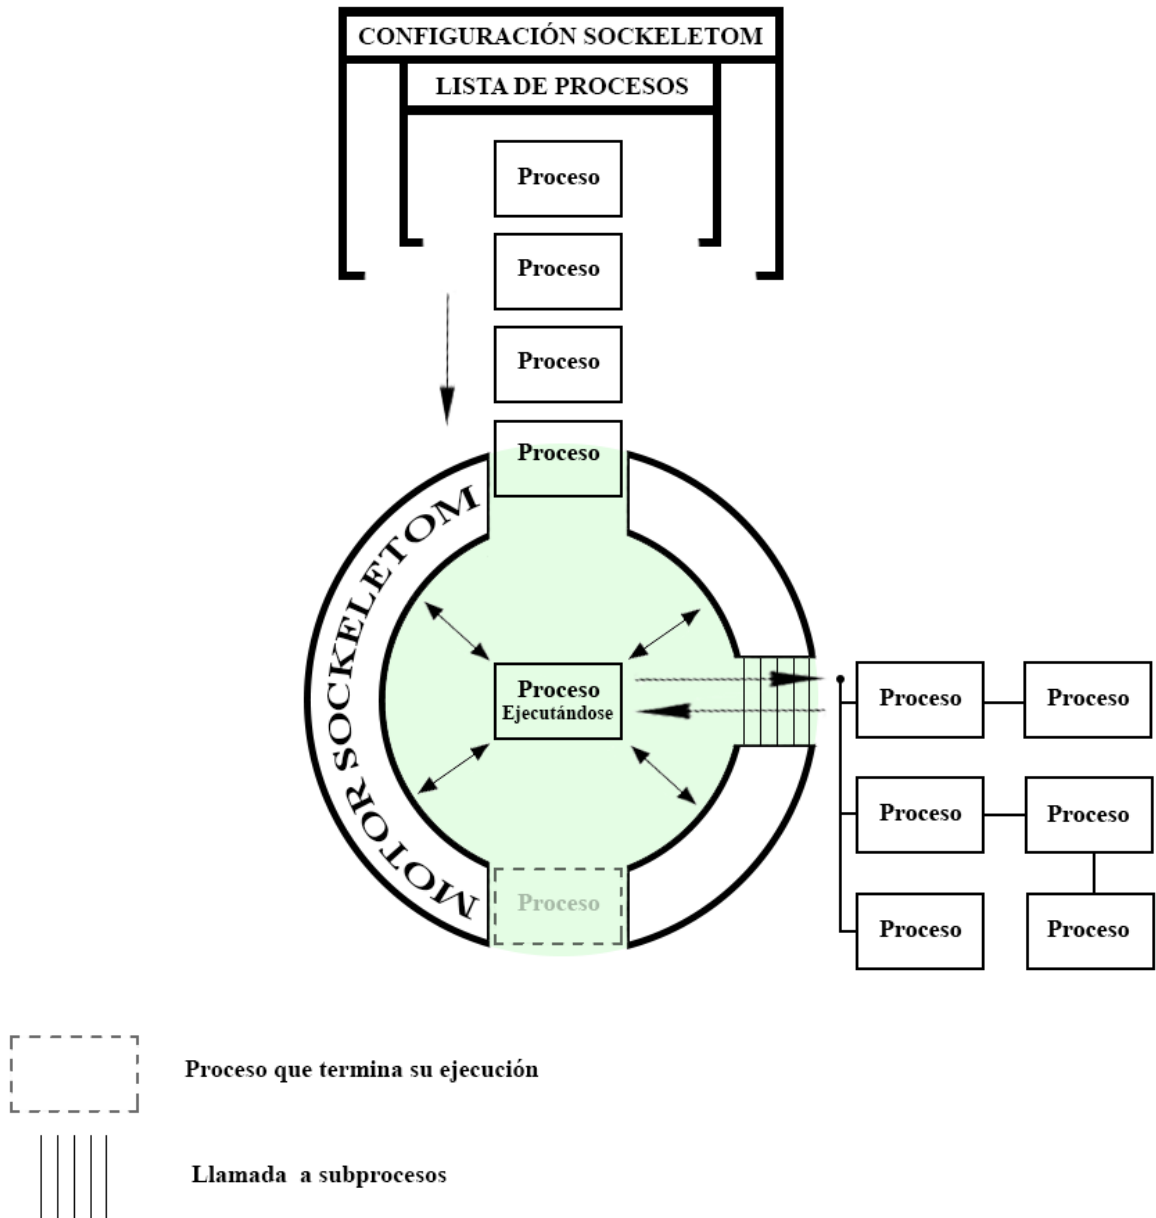 CONFIGURACIÓN SOCKELETOM
LISTA DE PROCESOS
Proceso
Proceso
Proceso
Proceso
MOTOR SOCKELETOM
Proceso
Ejecutándose
Proceso
Proceso
Proceso
Proceso
Proceso
Proceso
Proceso
Proceso que termina su ejecución
Llamada a subprocesos